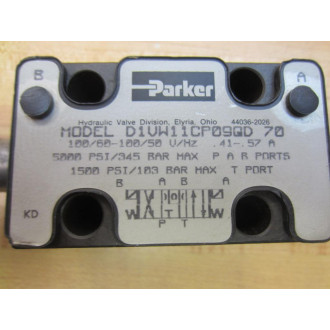 B
A
Parker
Hydraulic Valve Division, Elyria, Ohio 44036-2026
MODEL D1VW11CP09QD 70
100/60-100/50 V/HZ .41-.57 A
5000 PSI/345 BAR MAX P A B PORTS
1500 PSI/103 BAR MAX T PORT
B A B A
KD
P T